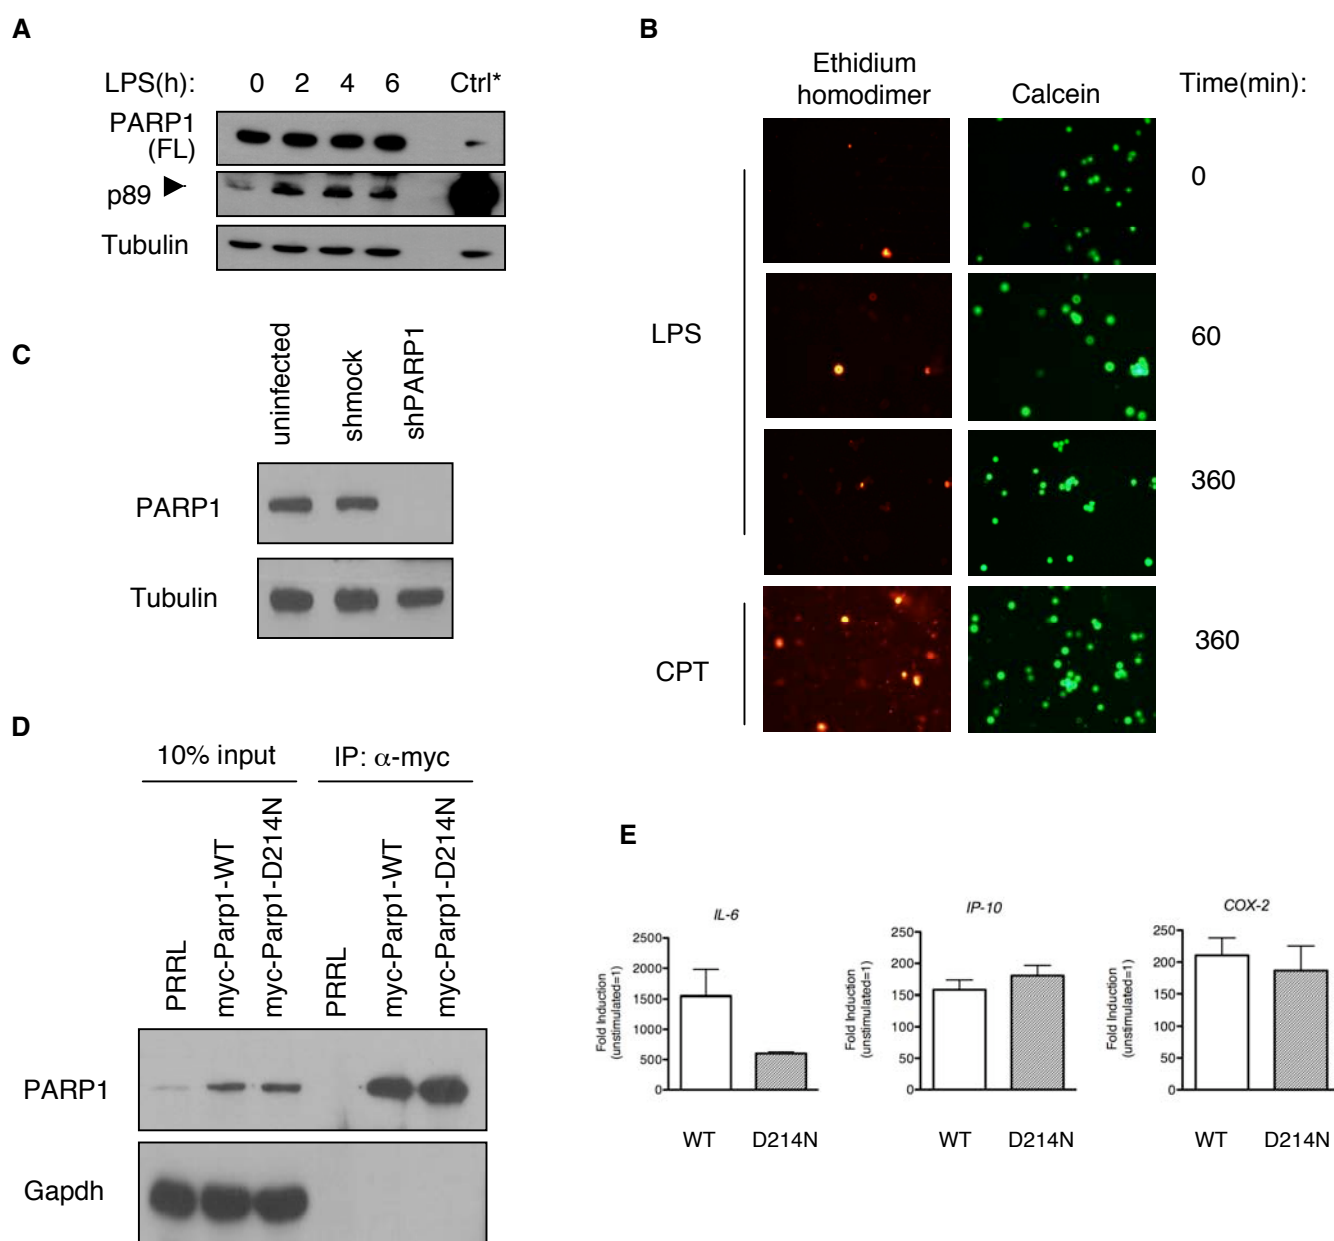 A
LPS(h): 0 2 4 6 Ctrl*
PARP1
(FL)
p89
Tubulin
B
Ethidium
homodimer
Calcein
Time(min):
0
LPS
60
360
CPT
360
C
uninfected
shmock
shPARP1
PARP1
Tubulin
D
10% input
IP: α-myc
PRRL
myc-Parp1-WT
myc-Parp1-D214N
PRRL
myc-Parp1-WT
myc-Parp1-D214N
PARP1
Gapdh
E
IL-6
Fold Induction
(unstimulated=1)
2500
2000
1500
1000
500
0
WT D214N
IP-10
Fold Induction
(unstimulated=1)
250
200
150
100
50
0
WT D214N
COX-2
Fold Induction
(unstimulated=1)
250
200
150
100
50
0
WT D214N